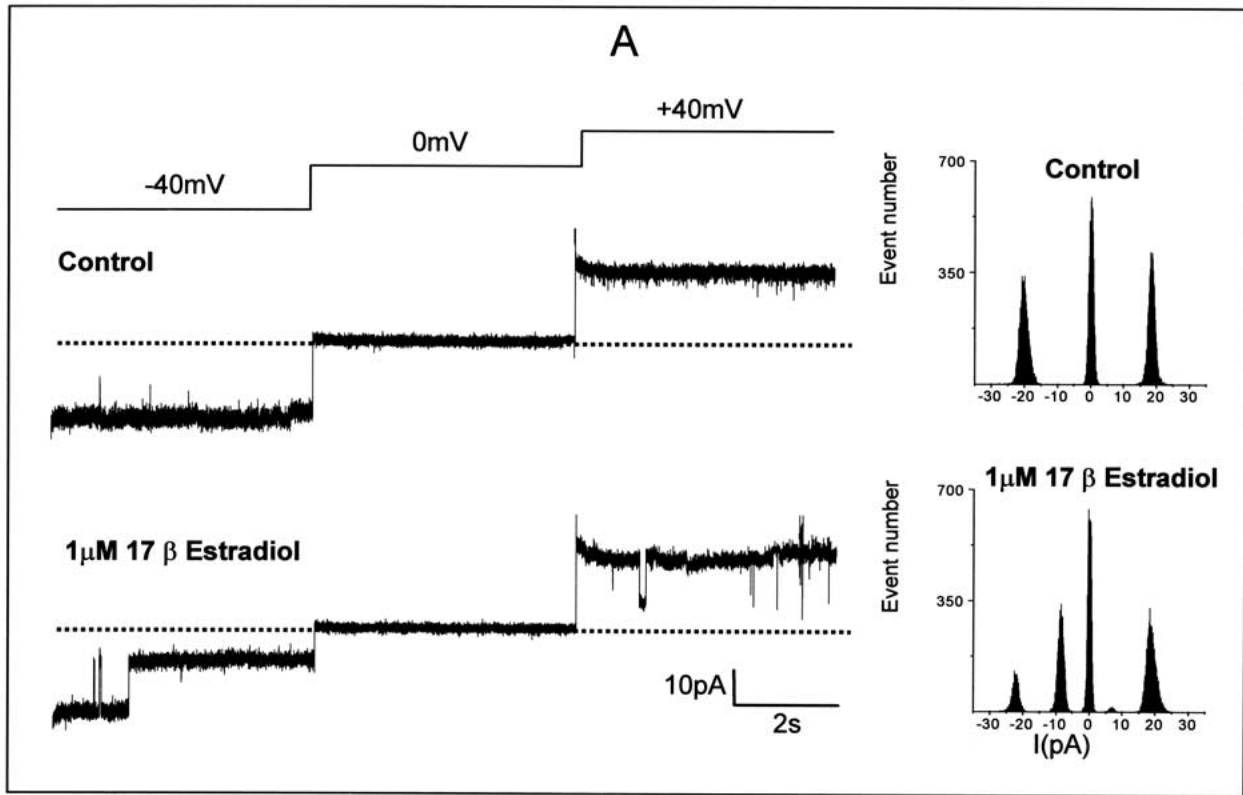 A
-40mV
0mV
+40mV
Control
1μM 17 β Estradiol
10pA
2s
Control
Event number
700
350
-30 -20 -10 0 10 20 30
1μM 17 β Estradiol
Event number
700
350
-30 -20 -10 0 10 20 30
I(pA)